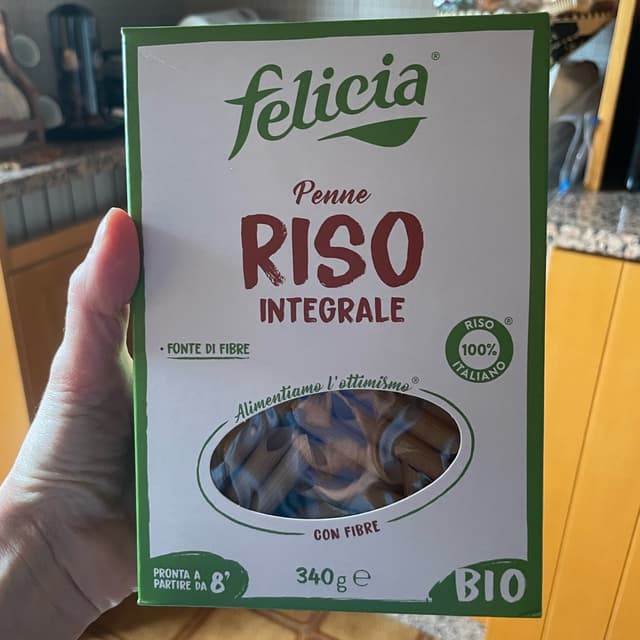 felicia®
Penne
RISO
INTEGRALE
• FONTE DI FIBRE
RISO ®
100%
ITALIANO
Alimentiamo l'ottimismo®
CON FIBRE
PRONTA A
PARTIRE DA 8'
340g e
BIO